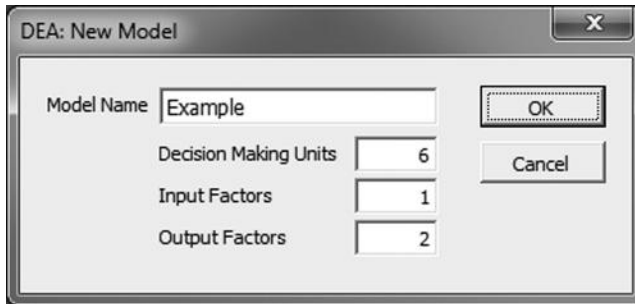 DEA: New Model
Model Name Example OK
Decision Making Units 6 Cancel
Input Factors 1
Output Factors 2